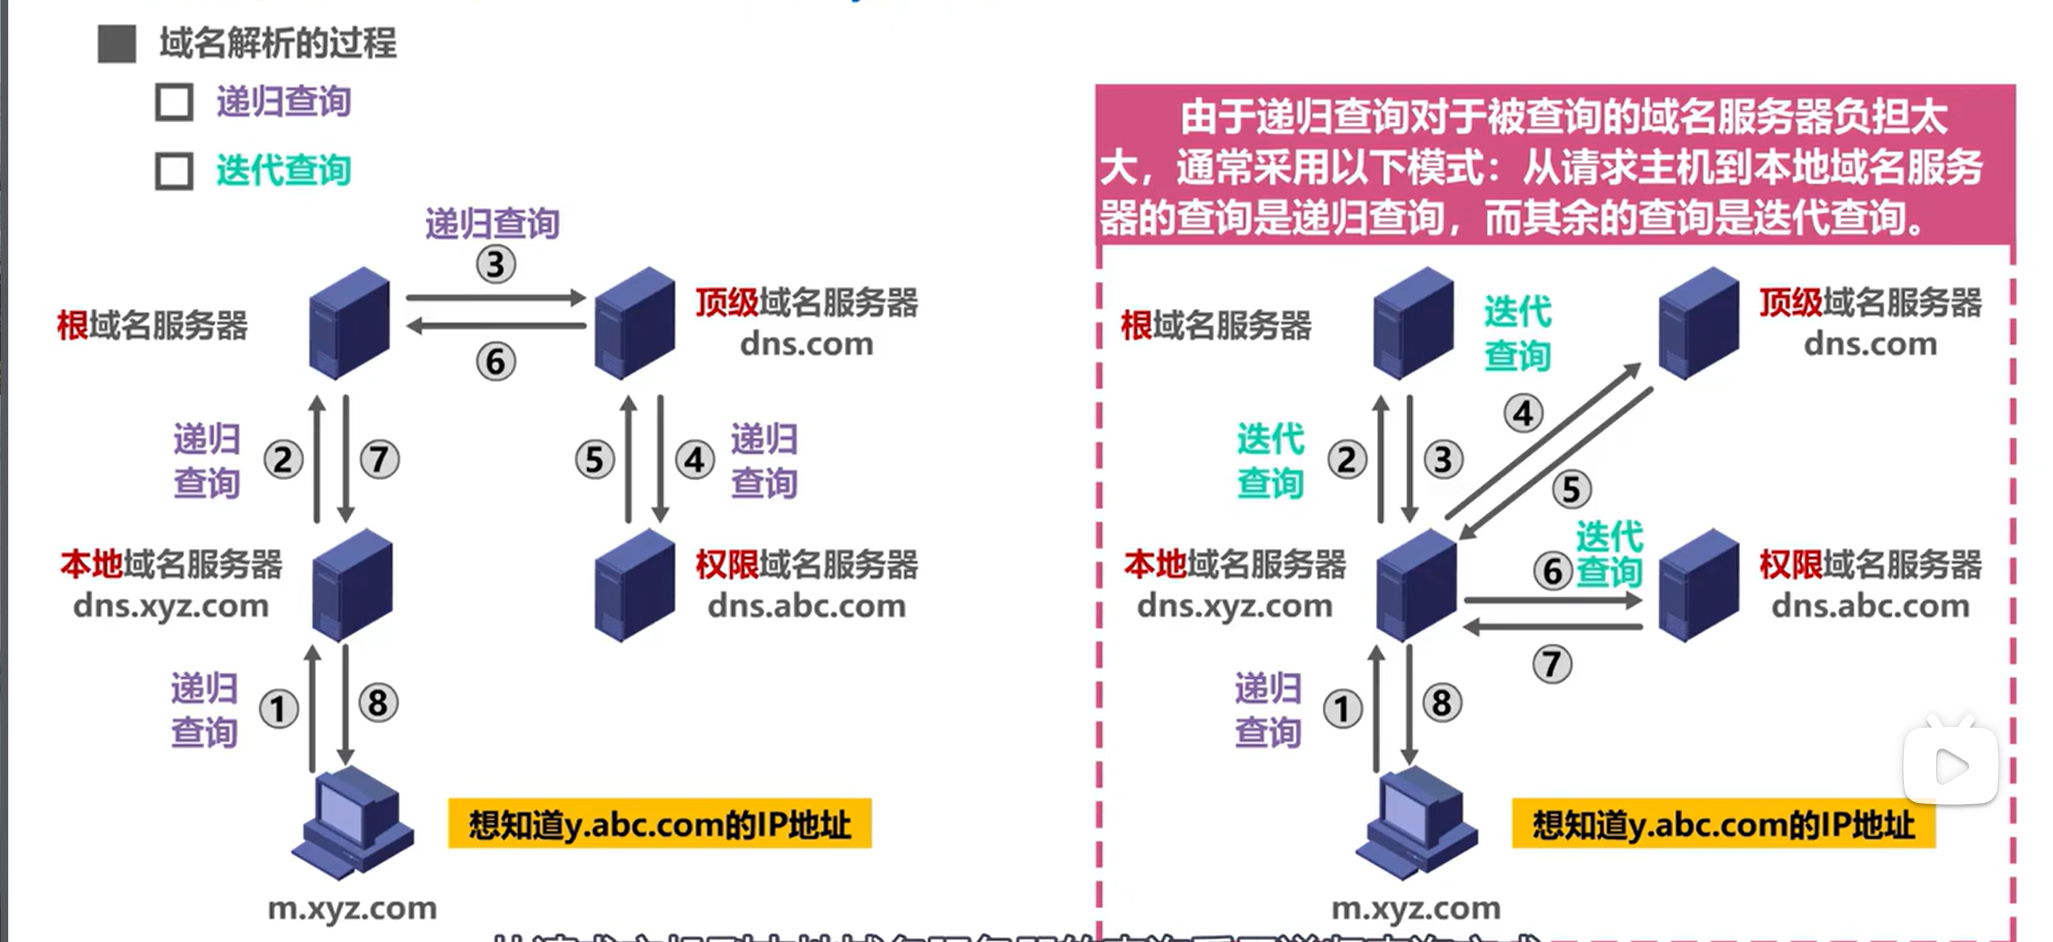 域名解析的过程
递归查询
迭代查询
递归查询
③
根域名服务器
顶级域名服务器
dns.com
⑥
递归
查询
②
⑦
⑤
④
递归
查询
本地域名服务器
dns.xyz.com
权限域名服务器
dns.abc.com
递归
查询
①
⑧
想知道y.abc.com的IP地址
m.xyz.com
由于递归查询对于被查询的域名服务器负担太
大，通常采用以下模式：从请求主机到本地域名服务
器的查询是递归查询，而其余的查询是迭代查询。
根域名服务器
迭代
查询
顶级域名服务器
dns.com
④
迭代
查询
②
③
⑤
本地域名服务器
dns.xyz.com
迭代
⑥查询
权限域名服务器
dns.abc.com
⑦
递归
查询
①
⑧
想知道y.abc.com的IP地址
m.xyz.com